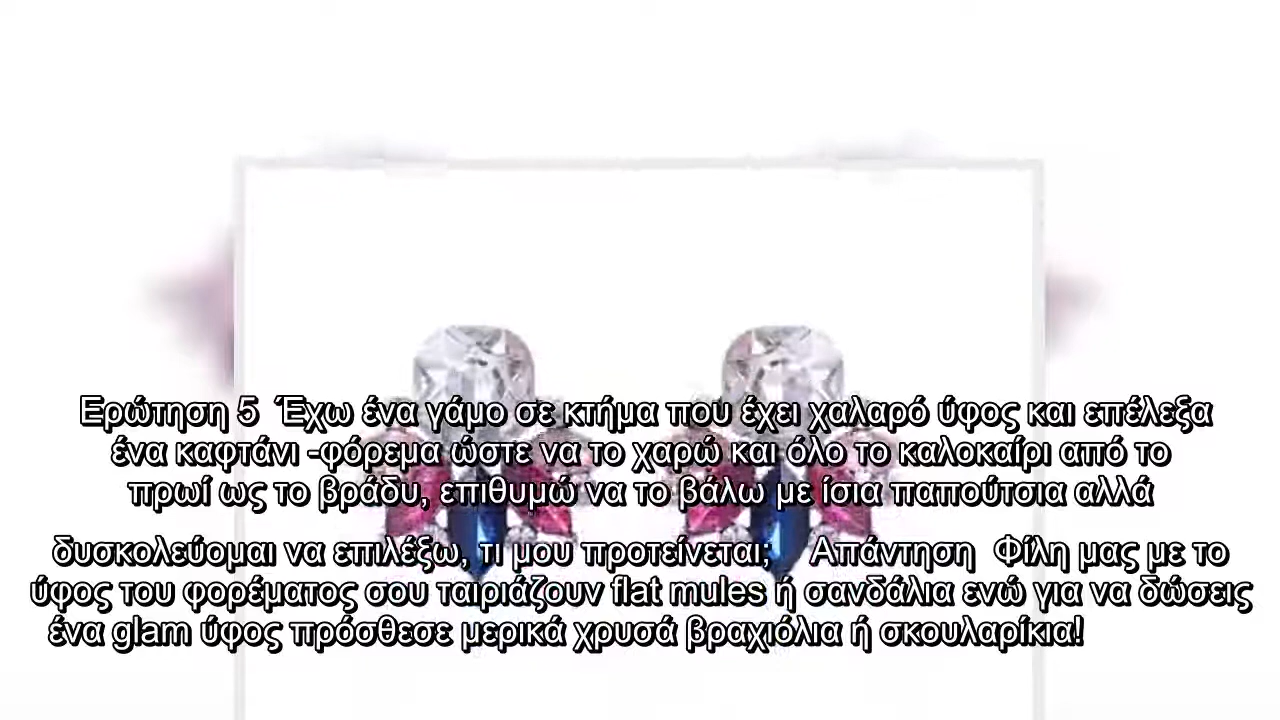 Ερώτηση 5 Έχω ένα γάμο σε κτήμα που έχει χαλαρό ύφος και επέλεξα
ένα καφτάνι -φόρεμα ώστε να το χαρώ και όλο το καλοκαίρι από το
πρωί ως το βράδυ, επιθυμώ να το βάλω με ίσια παπούτσια αλλά
δυσκολεύομαι να επιλέξω, τι μου προτείνεται; Απάντηση Φίλη μας με το
ύφος του φορέματος σου ταιριάζουν flat mules ή σανδάλια ενώ για να δώσεις
ένα glam ύφος πρόσθεσε μερικά χρυσά βραχιόλια ή σκουλαρίκια!